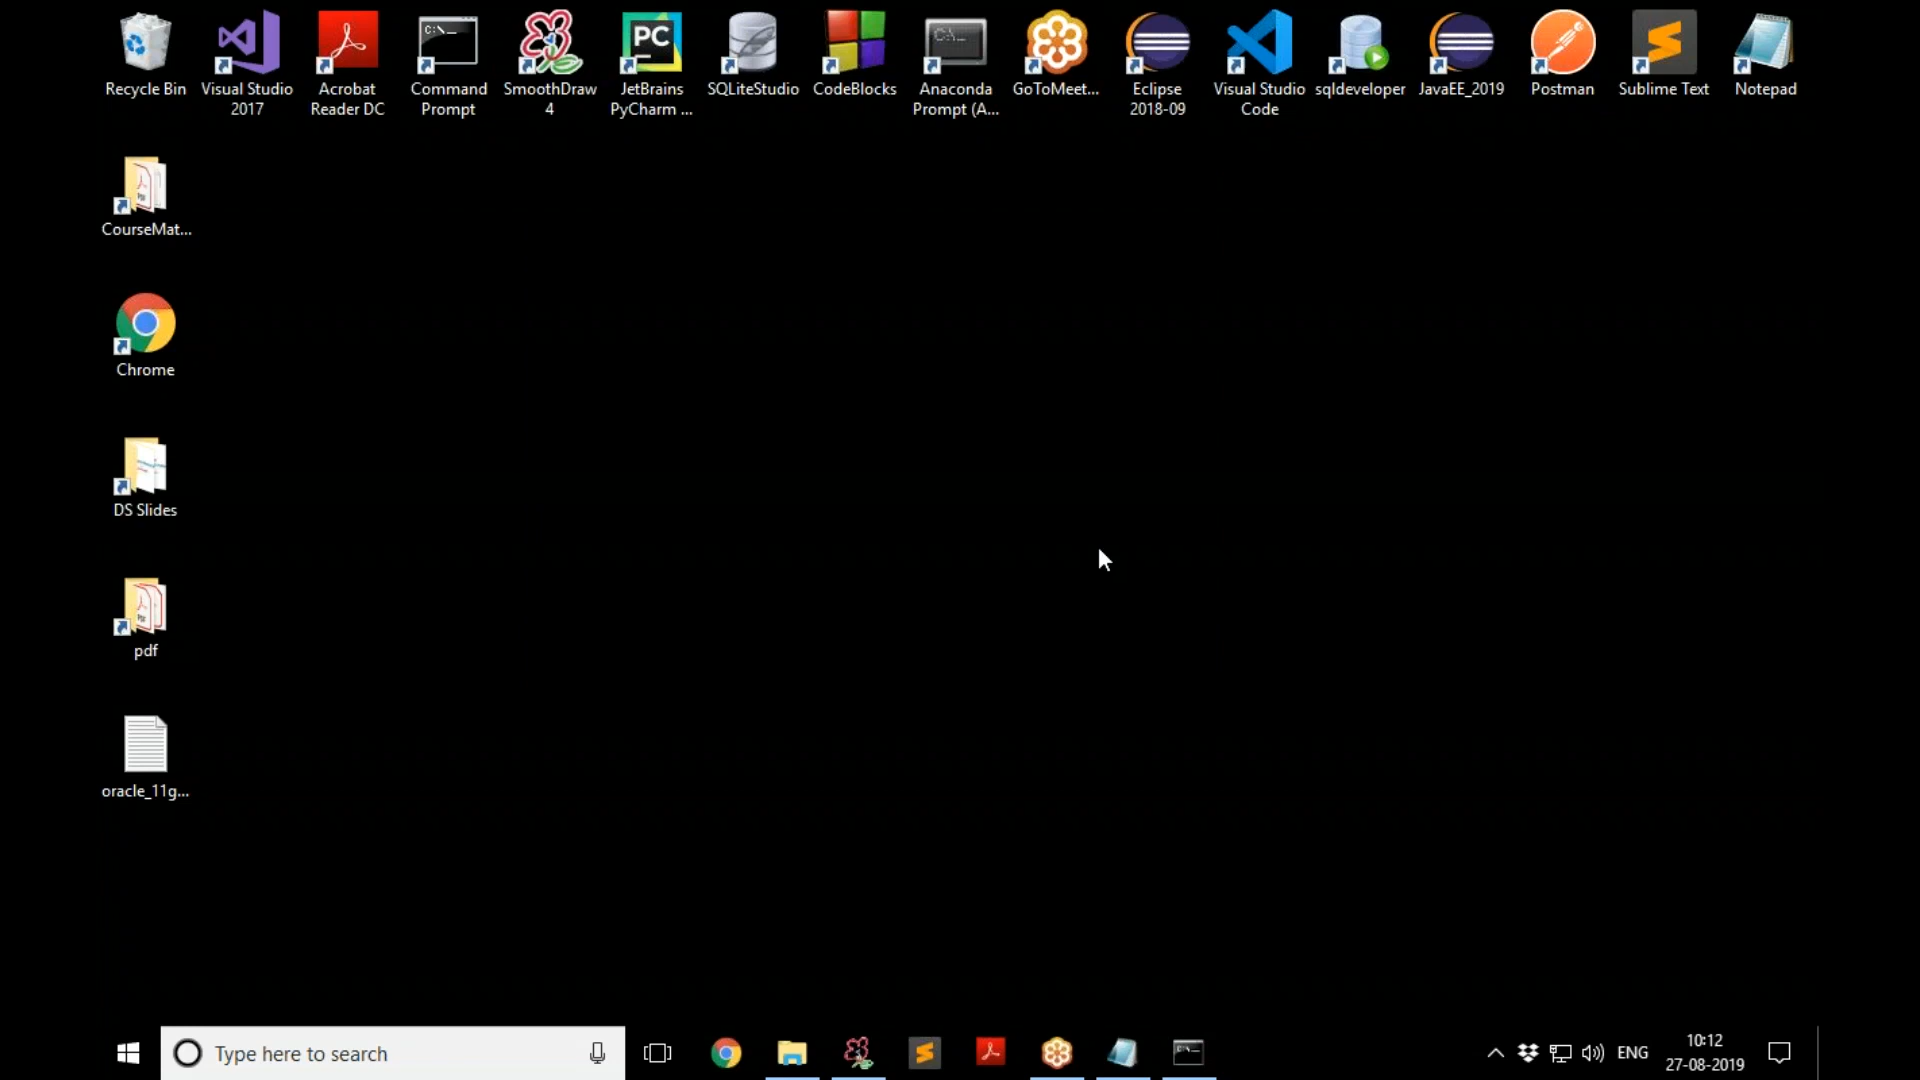 Recycle Bin
Visual Studio
2017
Acrobat
Reader DC
Command
Prompt
SmoothDraw
4
JetBrains
PyCharm ...
SQLiteStudio
CodeBlocks
Anaconda
Prompt (A...
GoToMeet...
Eclipse
2018-09
Visual Studio
Code
sqldeveloper
JavaEE_2019
Postman
Sublime Text
Notepad
CourseMat...
Chrome
DS Slides
pdf
oracle_11g...
Type here to search
ENG
10:12
27-08-2019